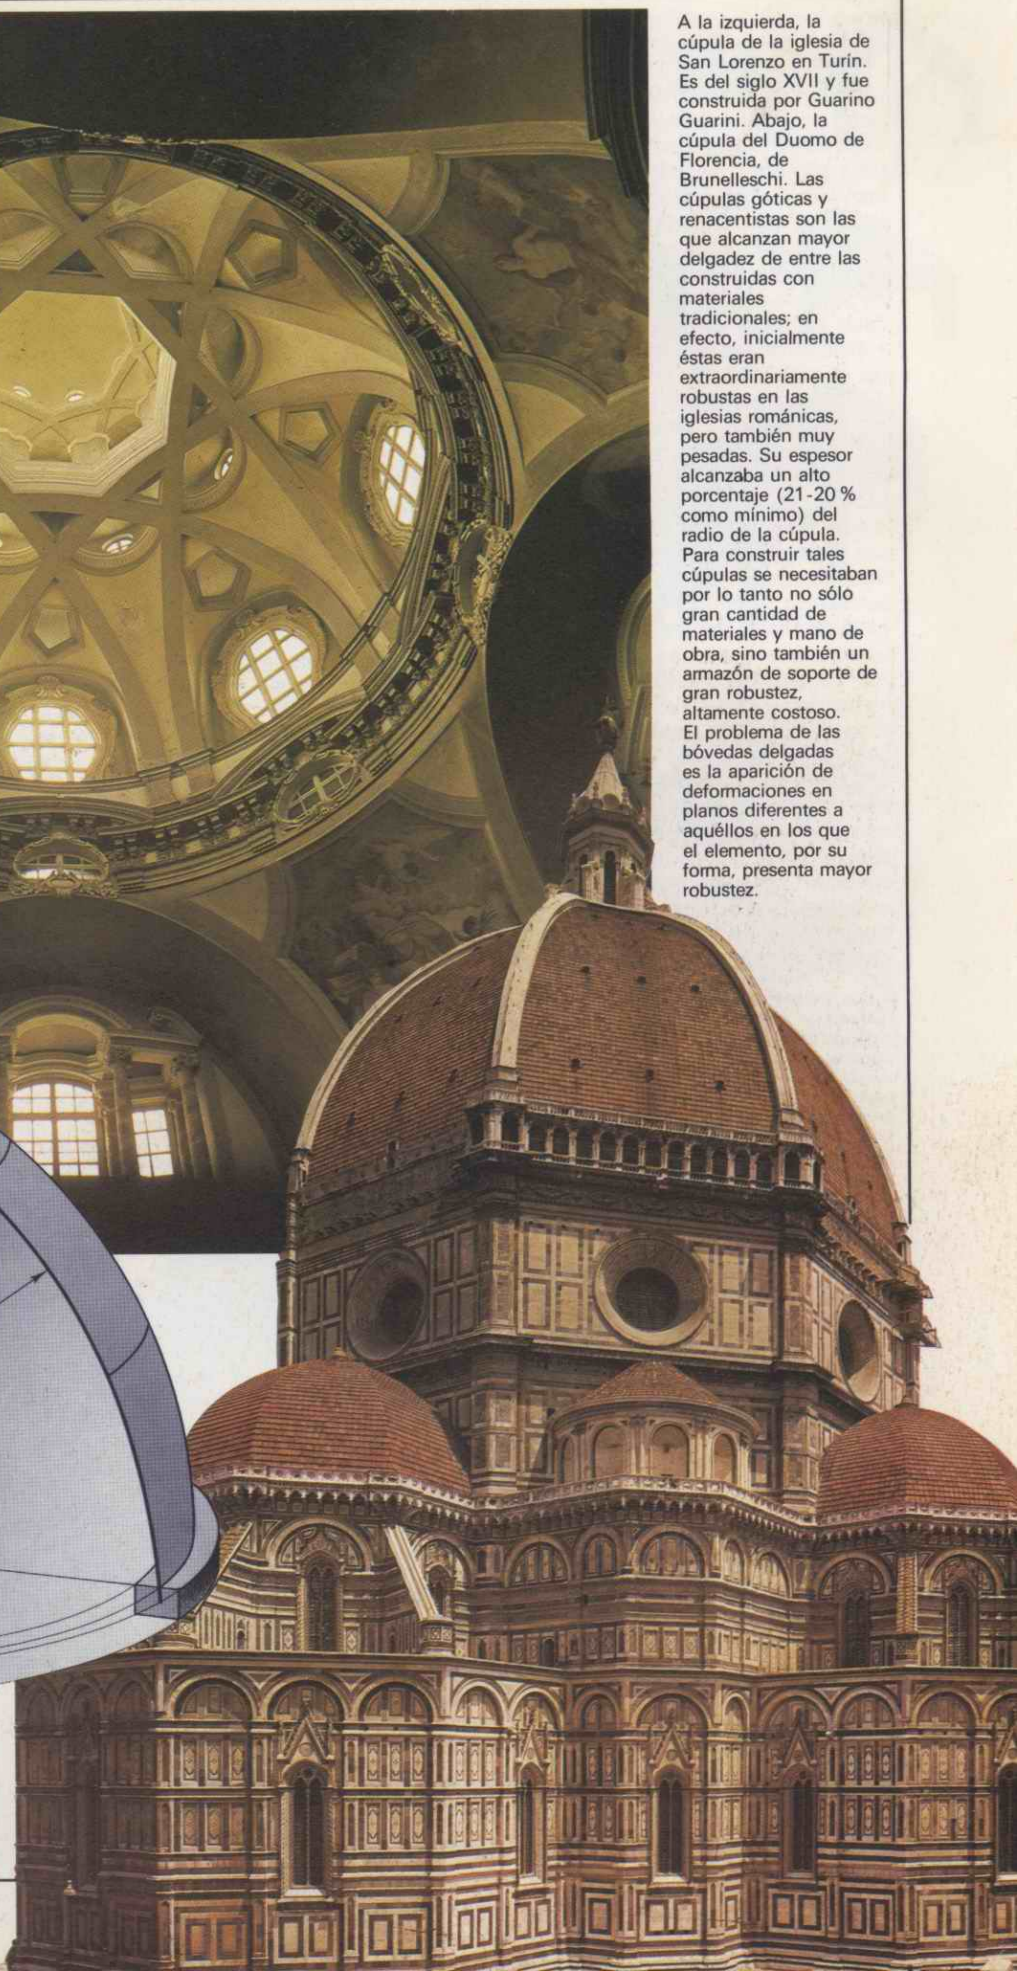 A la izquierda, la
cúpula de la iglesia de
San Lorenzo en Turín.
Es del siglo XVII y fue
construida por Guarino
Guarini. Abajo, la
cúpula del Duomo de
Florencia, de
Brunelleschi. Las
cúpulas góticas y
renacentistas son las
que alcanzan mayor
delgadez de entre las
construidas con
materiales
tradicionales; en
efecto, inicialmente
éstas eran
extraordinariamente
robustas en las
iglesias románicas,
pero también muy
pesadas. Su espesor
alcanzaba un alto
porcentaje (21-20 %
como mínimo) del
radio de la cúpula.
Para construir tales
cúpulas se necesitaban
por lo tanto no sólo
gran cantidad de
materiales y mano de
obra, sino también un
armazón de soporte de
gran robustez,
altamente costoso.
El problema de las
bóvedas delgadas
es la aparición de
deformaciones en
planos diferentes a
aquéllos en los que
el elemento, por su
forma, presenta mayor
robustez.